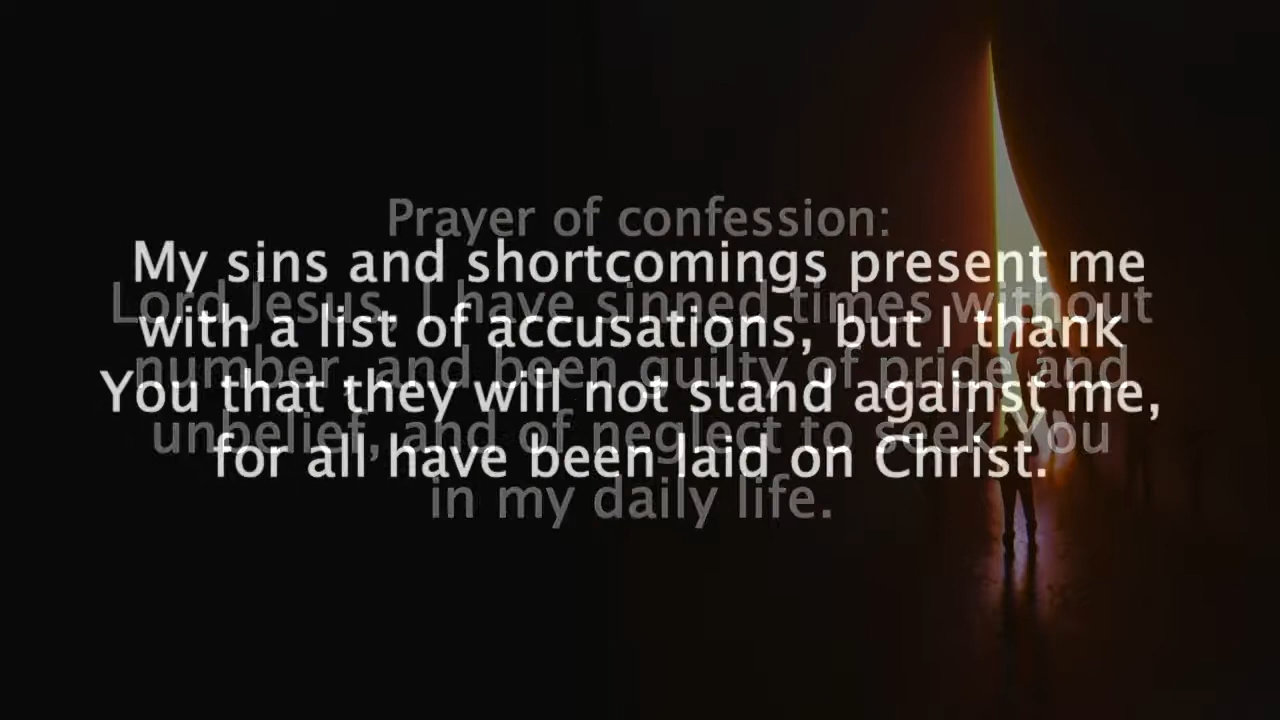 Prayer of confession:
Lord Jesus, I have sinned times without
number, and been guilty of pride and
unbelief, and of neglect to seek You
in my daily life.
My sins and shortcomings present me
with a list of accusations, but I thank
You that they will not stand against me,
for all have been laid on Christ.